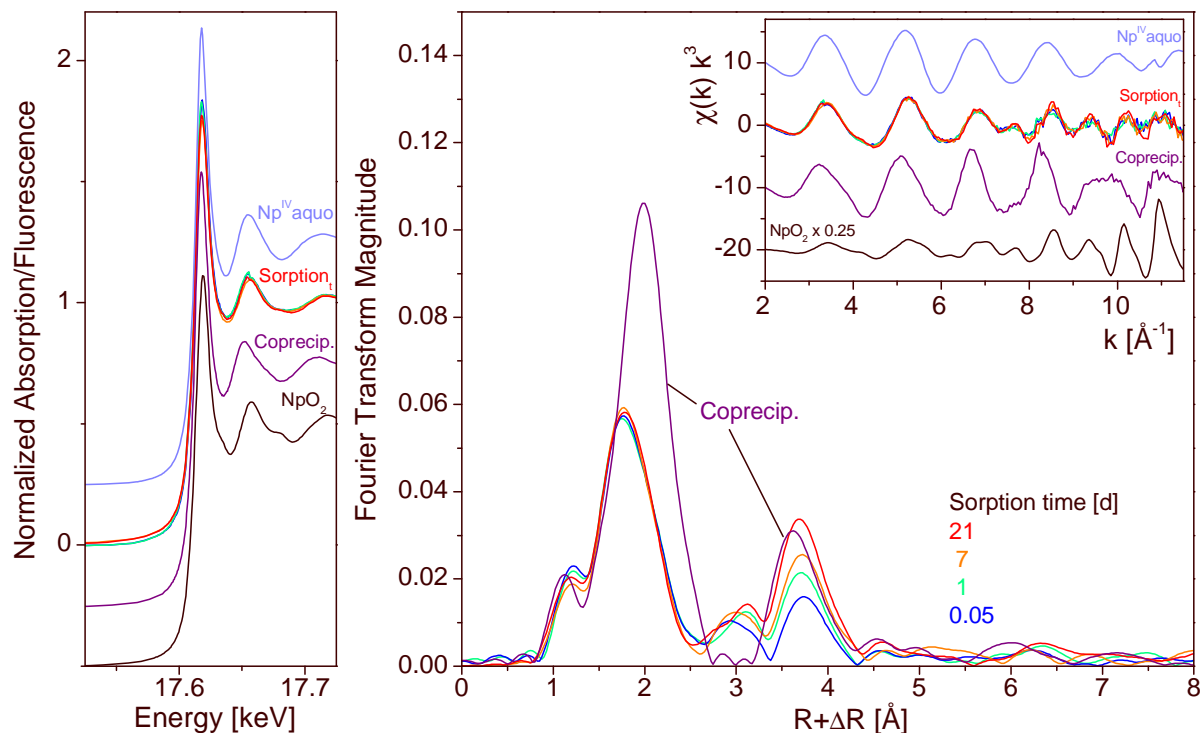 Normalized Absorption/Fluorescence
2
1
0
Np^IV aquo
Sorption_t
Coprecip.
NpO₂
17.6 17.7
Energy [keV]
Fourier Transform Magnitude
0.14
0.12
0.10
0.08
0.06
0.04
0.02
0.00
Coprecip.
Sorption time [d]
21
7
1
0.05
0 1 2 3 4 5 6 7 8
R+ΔR [Å]
χ(k) k³
10
0
-10
-20
Np^IV aquo
Sorption_t
Coprecip.
NpO₂ x 0.25
2 4 6 8 10
k [Å⁻¹]